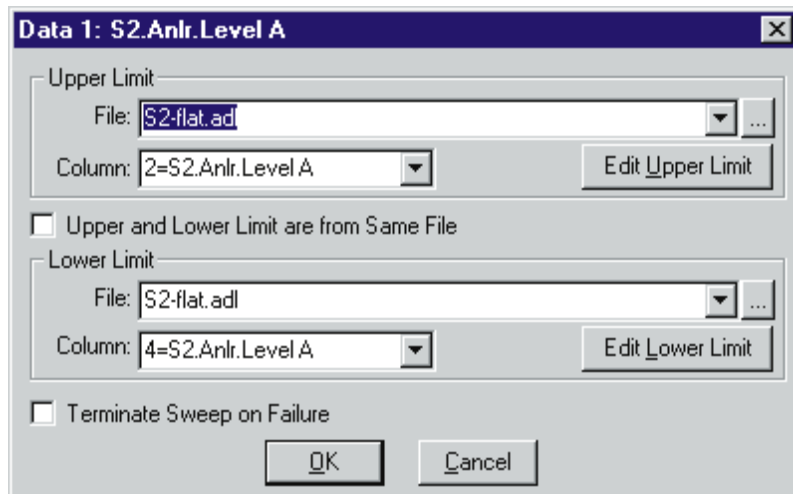 Data 1: S2.Anlr.Level A
Upper Limit
File: S2-flat.adl
...
Column: 2=S2.Anlr.Level A
Edit Upper Limit
Upper and Lower Limit are from Same File
Lower Limit
File: S2-flat.adl
...
Column: 4=S2.Anlr.Level A
Edit Lower Limit
Terminate Sweep on Failure
OK
Cancel